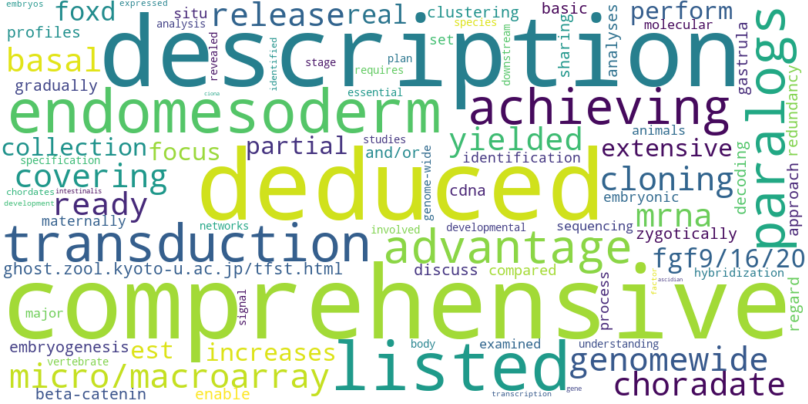 embryos expressed
foxd situ release real clustering basic perform
species
analysis set molecular
profiles description
basal revealed identified stage plan requires downstream sharing analyses gastrula paralogs
gradually essential
endomesoderm achieving
ciona
collection focus partial studies yielded animals extensive redundancy
and/or identification
specification covering deduced genome-wide cdna cloning decoding approach
chordates intestinalis embryonic
development ready mrna
maternally networks involved developmental sequencing zygotically
transduction advantage fgf9/16/20
ghost.zool.kyoto-u.ac.jp/tfst.html discuss compared hybridization
comprehensive process factor ascidian regard
major signal
embryogenesis est increases body examined understanding
vertebrate listed genomewide
micro/macroarray choradate
beta-catenin enable transcription gene